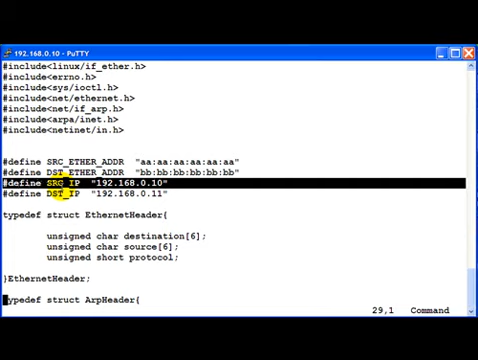 192.168.0.10 - PuTTY
#include<linux/if_ether.h>
#include<errno.h>
#include<sys/ioctl.h>
#include<net/ethernet.h>
#include<net/if_arp.h>
#include<arpa/inet.h>
#include<netinet/in.h>
#define SRC_ETHER_ADDR "aa:aa:aa:aa:aa:aa"
#define DST_ETHER_ADDR "bb:bb:bb:bb:bb:bb"
#define SRC_IP "192.168.0.10"
#define DST_IP "192.168.0.11"
typedef struct EthernetHeader{
unsigned char destination[6];
unsigned char source[6];
unsigned short protocol;
}EthernetHeader;
typedef struct ArpHeader{
29,1 Command